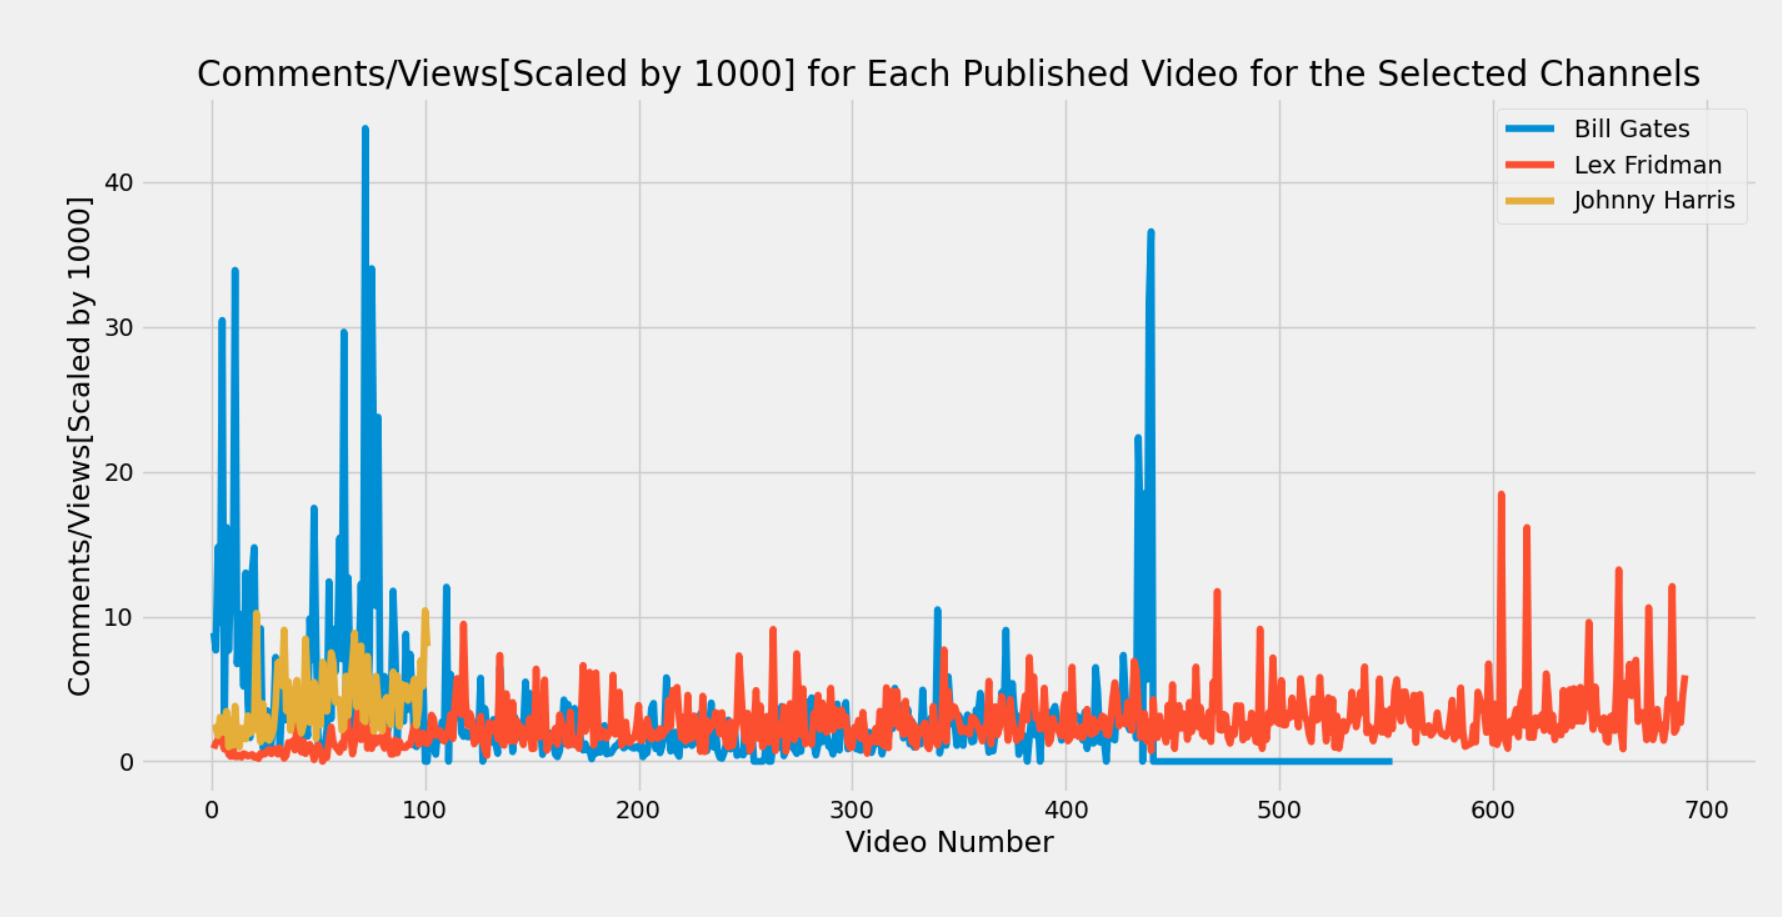 Comments/Views[Scaled by 1000] for Each Published Video for the Selected Channels
Bill Gates
Lex Fridman
Johnny Harris
Comments/Views[Scaled by 1000]
40
30
20
10
0
0 100 200 300 400 500 600 700
Video Number